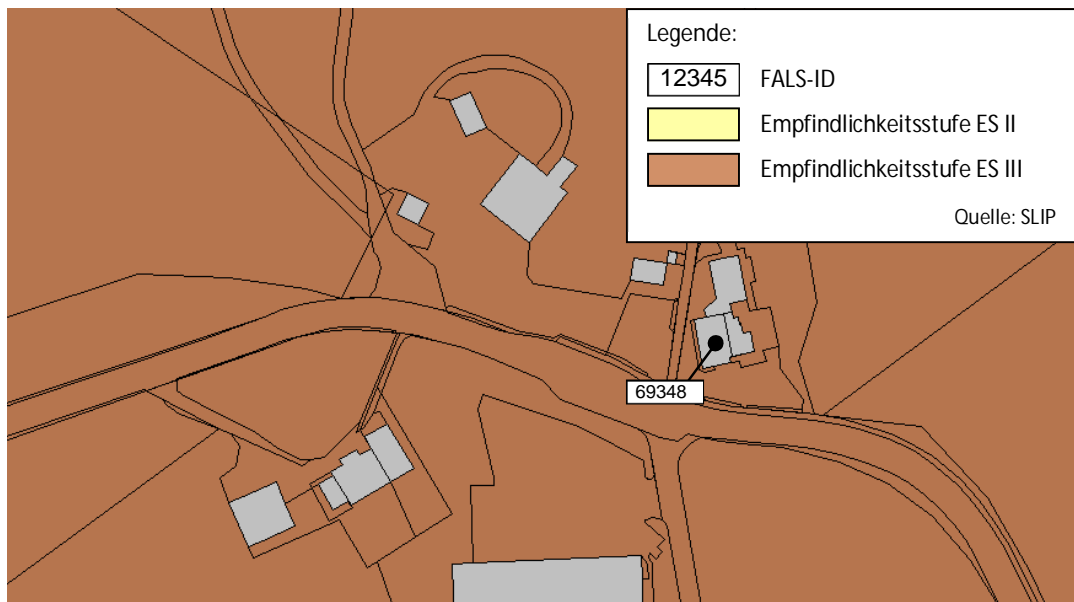 Legende:
12345 FALS-ID
Empfindlichkeitsstufe ES II
Empfindlichkeitsstufe ES III
Quelle: SLIP
69348